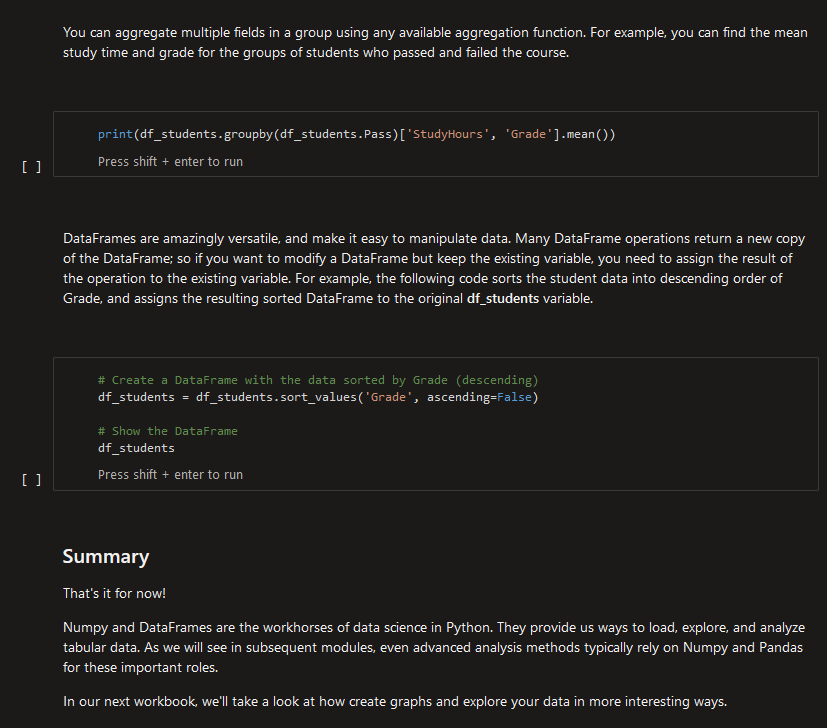 You can aggregate multiple fields in a group using any available aggregation function. For example, you can find the mean
study time and grade for the groups of students who passed and failed the course.
print(df_students.groupby(df_students.Pass)['StudyHours', 'Grade'].mean())
Press shift + enter to run
[ ]
DataFrames are amazingly versatile, and make it easy to manipulate data. Many DataFrame operations return a new copy
of the DataFrame; so if you want to modify a DataFrame but keep the existing variable, you need to assign the result of
the operation to the existing variable. For example, the following code sorts the student data into descending order of
Grade, and assigns the resulting sorted DataFrame to the original df_students variable.
# Create a DataFrame with the data sorted by Grade (descending)
df_students = df_students.sort_values('Grade', ascending=False)
# Show the DataFrame
df_students
Press shift + enter to run
[ ]
Summary
That's it for now!
Numpy and DataFrames are the workhorses of data science in Python. They provide us ways to load, explore, and analyze
tabular data. As we will see in subsequent modules, even advanced analysis methods typically rely on Numpy and Pandas
for these important roles.
In our next workbook, we'll take a look at how create graphs and explore your data in more interesting ways.